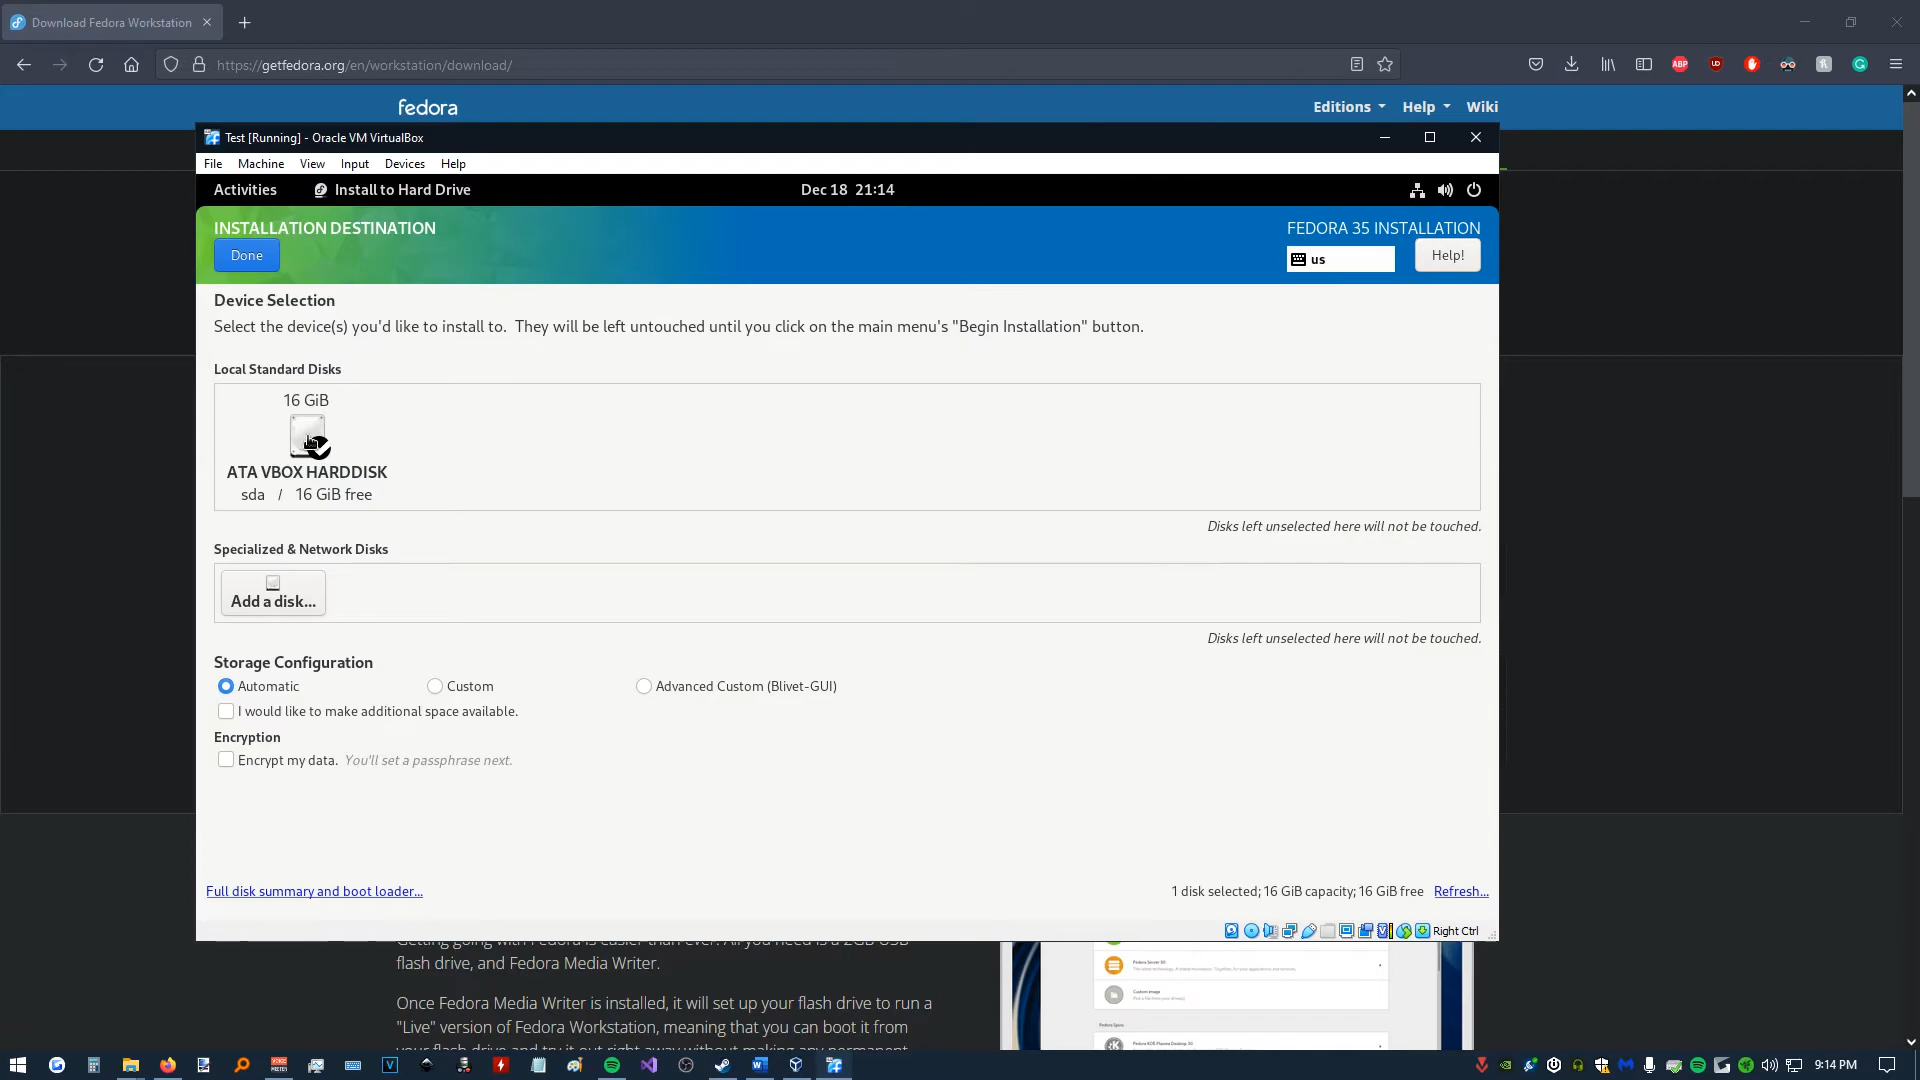 Download Fedora Workstation
https://getfedora.org/en/workstation/download/
ABP
fedora
Editions
Help
Wiki
Test [Running] - Oracle VM VirtualBox
File Machine View Input Devices Help
Activities
Install to Hard Drive
Dec 18 21:14
INSTALLATION DESTINATION
FEDORA 35 INSTALLATION
Done
us
Help!
Device Selection
Select the device(s) you'd like to install to. They will be left untouched until you click on the main menu's "Begin Installation" button.
Local Standard Disks
16 GiB
ATA VBOX HARDDISK
sda / 16 GiB free
Disks left unselected here will not be touched.
Specialized & Network Disks
Add a disk...
Disks left unselected here will not be touched.
Storage Configuration
Automatic
Custom
Advanced Custom (Blivet-GUI)
I would like to make additional space available.
Encryption
Encrypt my data. You'll set a passphrase next.
Full disk summary and boot loader...
1 disk selected; 16 GiB capacity; 16 GiB free
Refresh...
Right Ctrl
Getting going with Fedora is easier than ever. All you need is a 2GB USB
flash drive, and Fedora Media Writer.
Once Fedora Media Writer is installed, it will set up your flash drive to run a
"Live" version of Fedora Workstation, meaning that you can boot it from
your flash drive and try it out right away without making any permanent
Custom image
Fedora Spins
9:14 PM